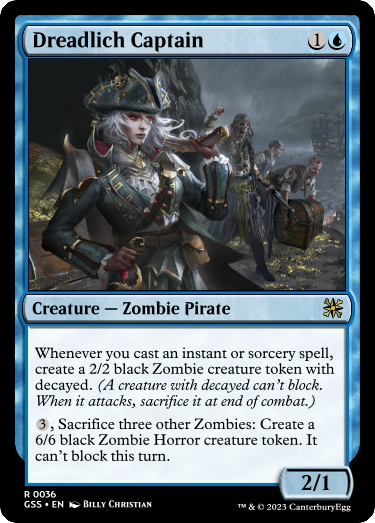 Dreadlich Captain 1
Creature — Zombie Pirate
Whenever you cast an instant or sorcery spell,
create a 2/2 black Zombie creature token with
decayed. (A creature with decayed can't block.
When it attacks, sacrifice it at end of combat.)
3, Sacrifice three other Zombies: Create a
6/6 black Zombie Horror creature token. It
can't block this turn.
2/1
R 0036
GSS • EN BILLY CHRISTIAN
™ & © 2023 CanterburyEgg